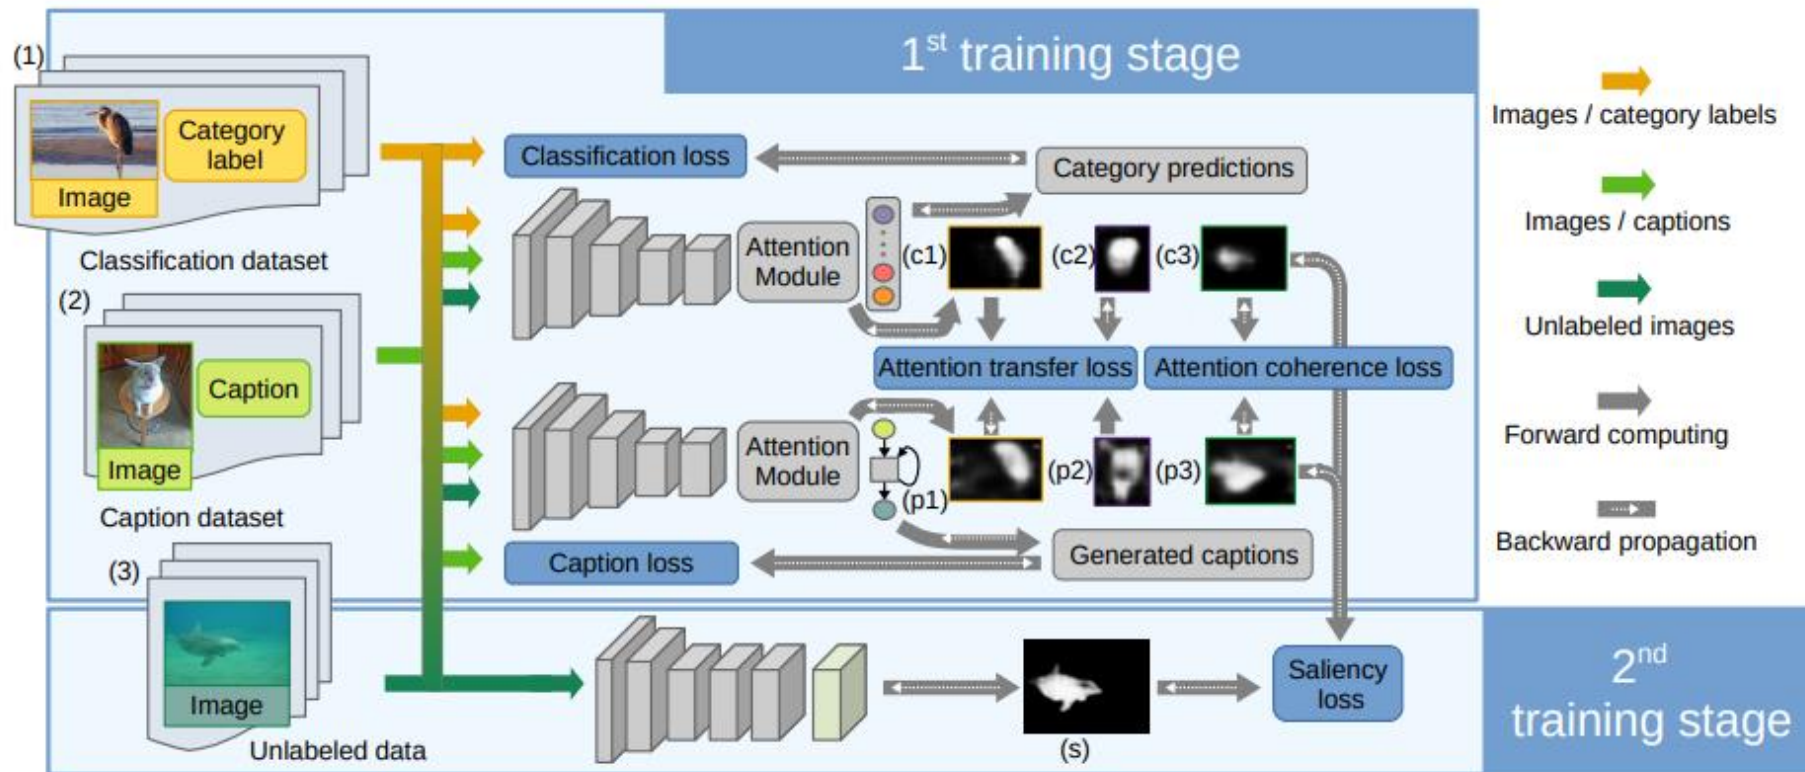 1st training stage
(1)
Category
label
Image
Classification dataset
(2)
Caption
Image
Caption dataset
(3)
Image
Unlabeled data
Classification loss
Category predictions
Attention
Module
(c1)
(c2)
(c3)
Attention transfer loss
Attention coherence loss
Attention
Module
(p1)
(p2)
(p3)
Caption loss
Generated captions
(s)
Saliency
loss
2nd
training stage
Images / category labels
Images / captions
Unlabeled images
Forward computing
Backward propagation